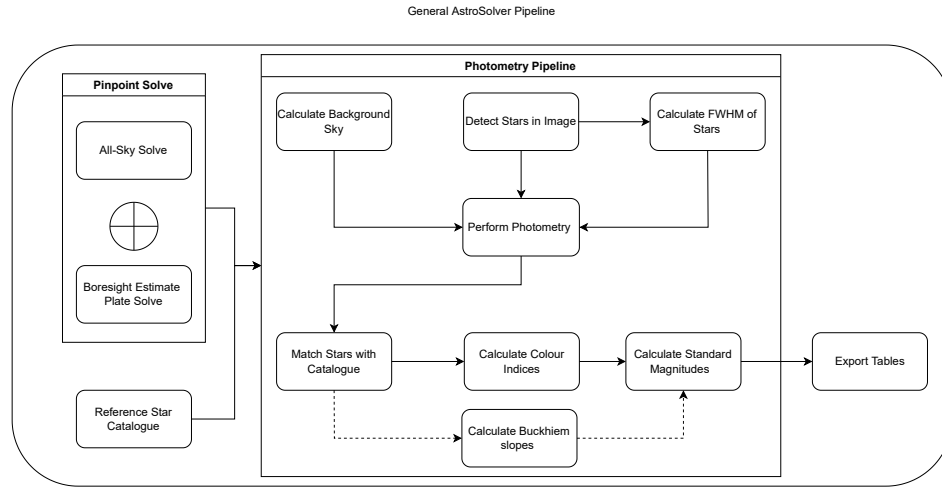 General AstroSolver Pipeline
Pinpoint Solve
All-Sky Solve
Boresight Estimate
Plate Solve
Reference Star
Catalogue
Photometry Pipeline
Calculate Background
Sky
Detect Stars in Image
Calculate FWHM of
Stars
Perform Photometry
Match Stars with
Catalogue
Calculate Colour
Indices
Calculate Standard
Magnitudes
Calculate Buckhiem
slopes
Export Tables